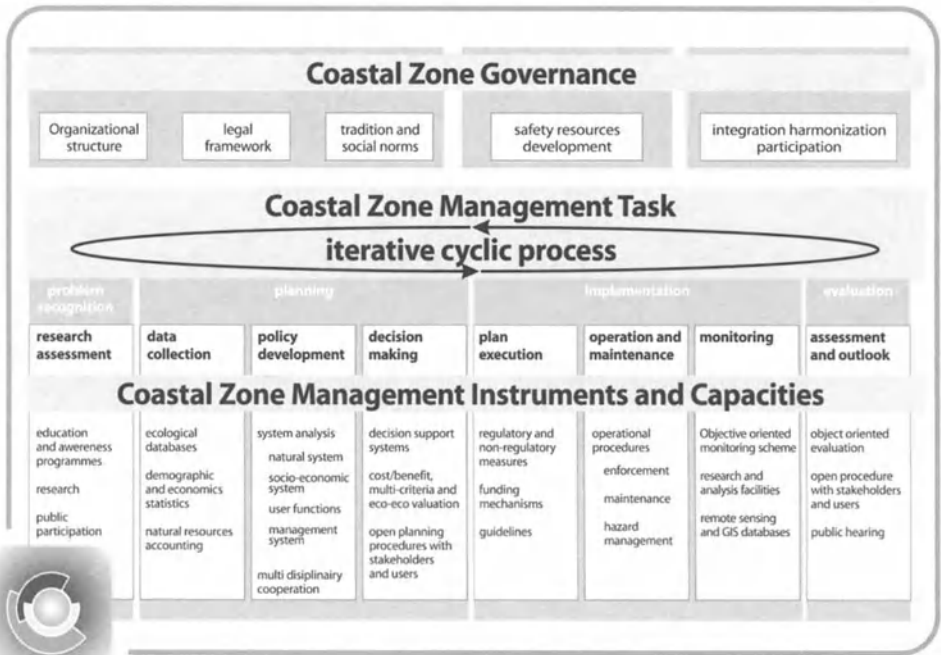 Coastal Zone Governance
Organizational
structure
legal
framework
tradition and
social norms
safety resources
development
integration harmonization
participation
Coastal Zone Management Task
iterative cyclic process
problem
recognition
planning
implementation
evaluation
research
assessment
data
collection
policy
development
decision
making
plan
execution
operation and
maintenance
monitoring
assessment
and outlook
Coastal Zone Management Instruments and Capacities
education
and awereness
programmes
research
public
participation
ecological
databases
demographic
and economics
statistics
natural resources
accounting
system analysis
natural system
socio-economic
system
user functions
management
system
multi disiplinairy
cooperation
decision support
systems
cost/benefit,
multi-criteria and
eco-eco valuation
open planning
procedures with
stakeholders
and users
regulatory and
non-regulatory
measures
funding
mechanisms
guidelines
operational
procedures
enforcement
maintenance
hazard
management
Objective oriented
monitoring scheme
research and
analysis facilities
remote sensing
and GIS databases
object oriented
evaluation
open procedure
with stakeholders
and users
public hearing